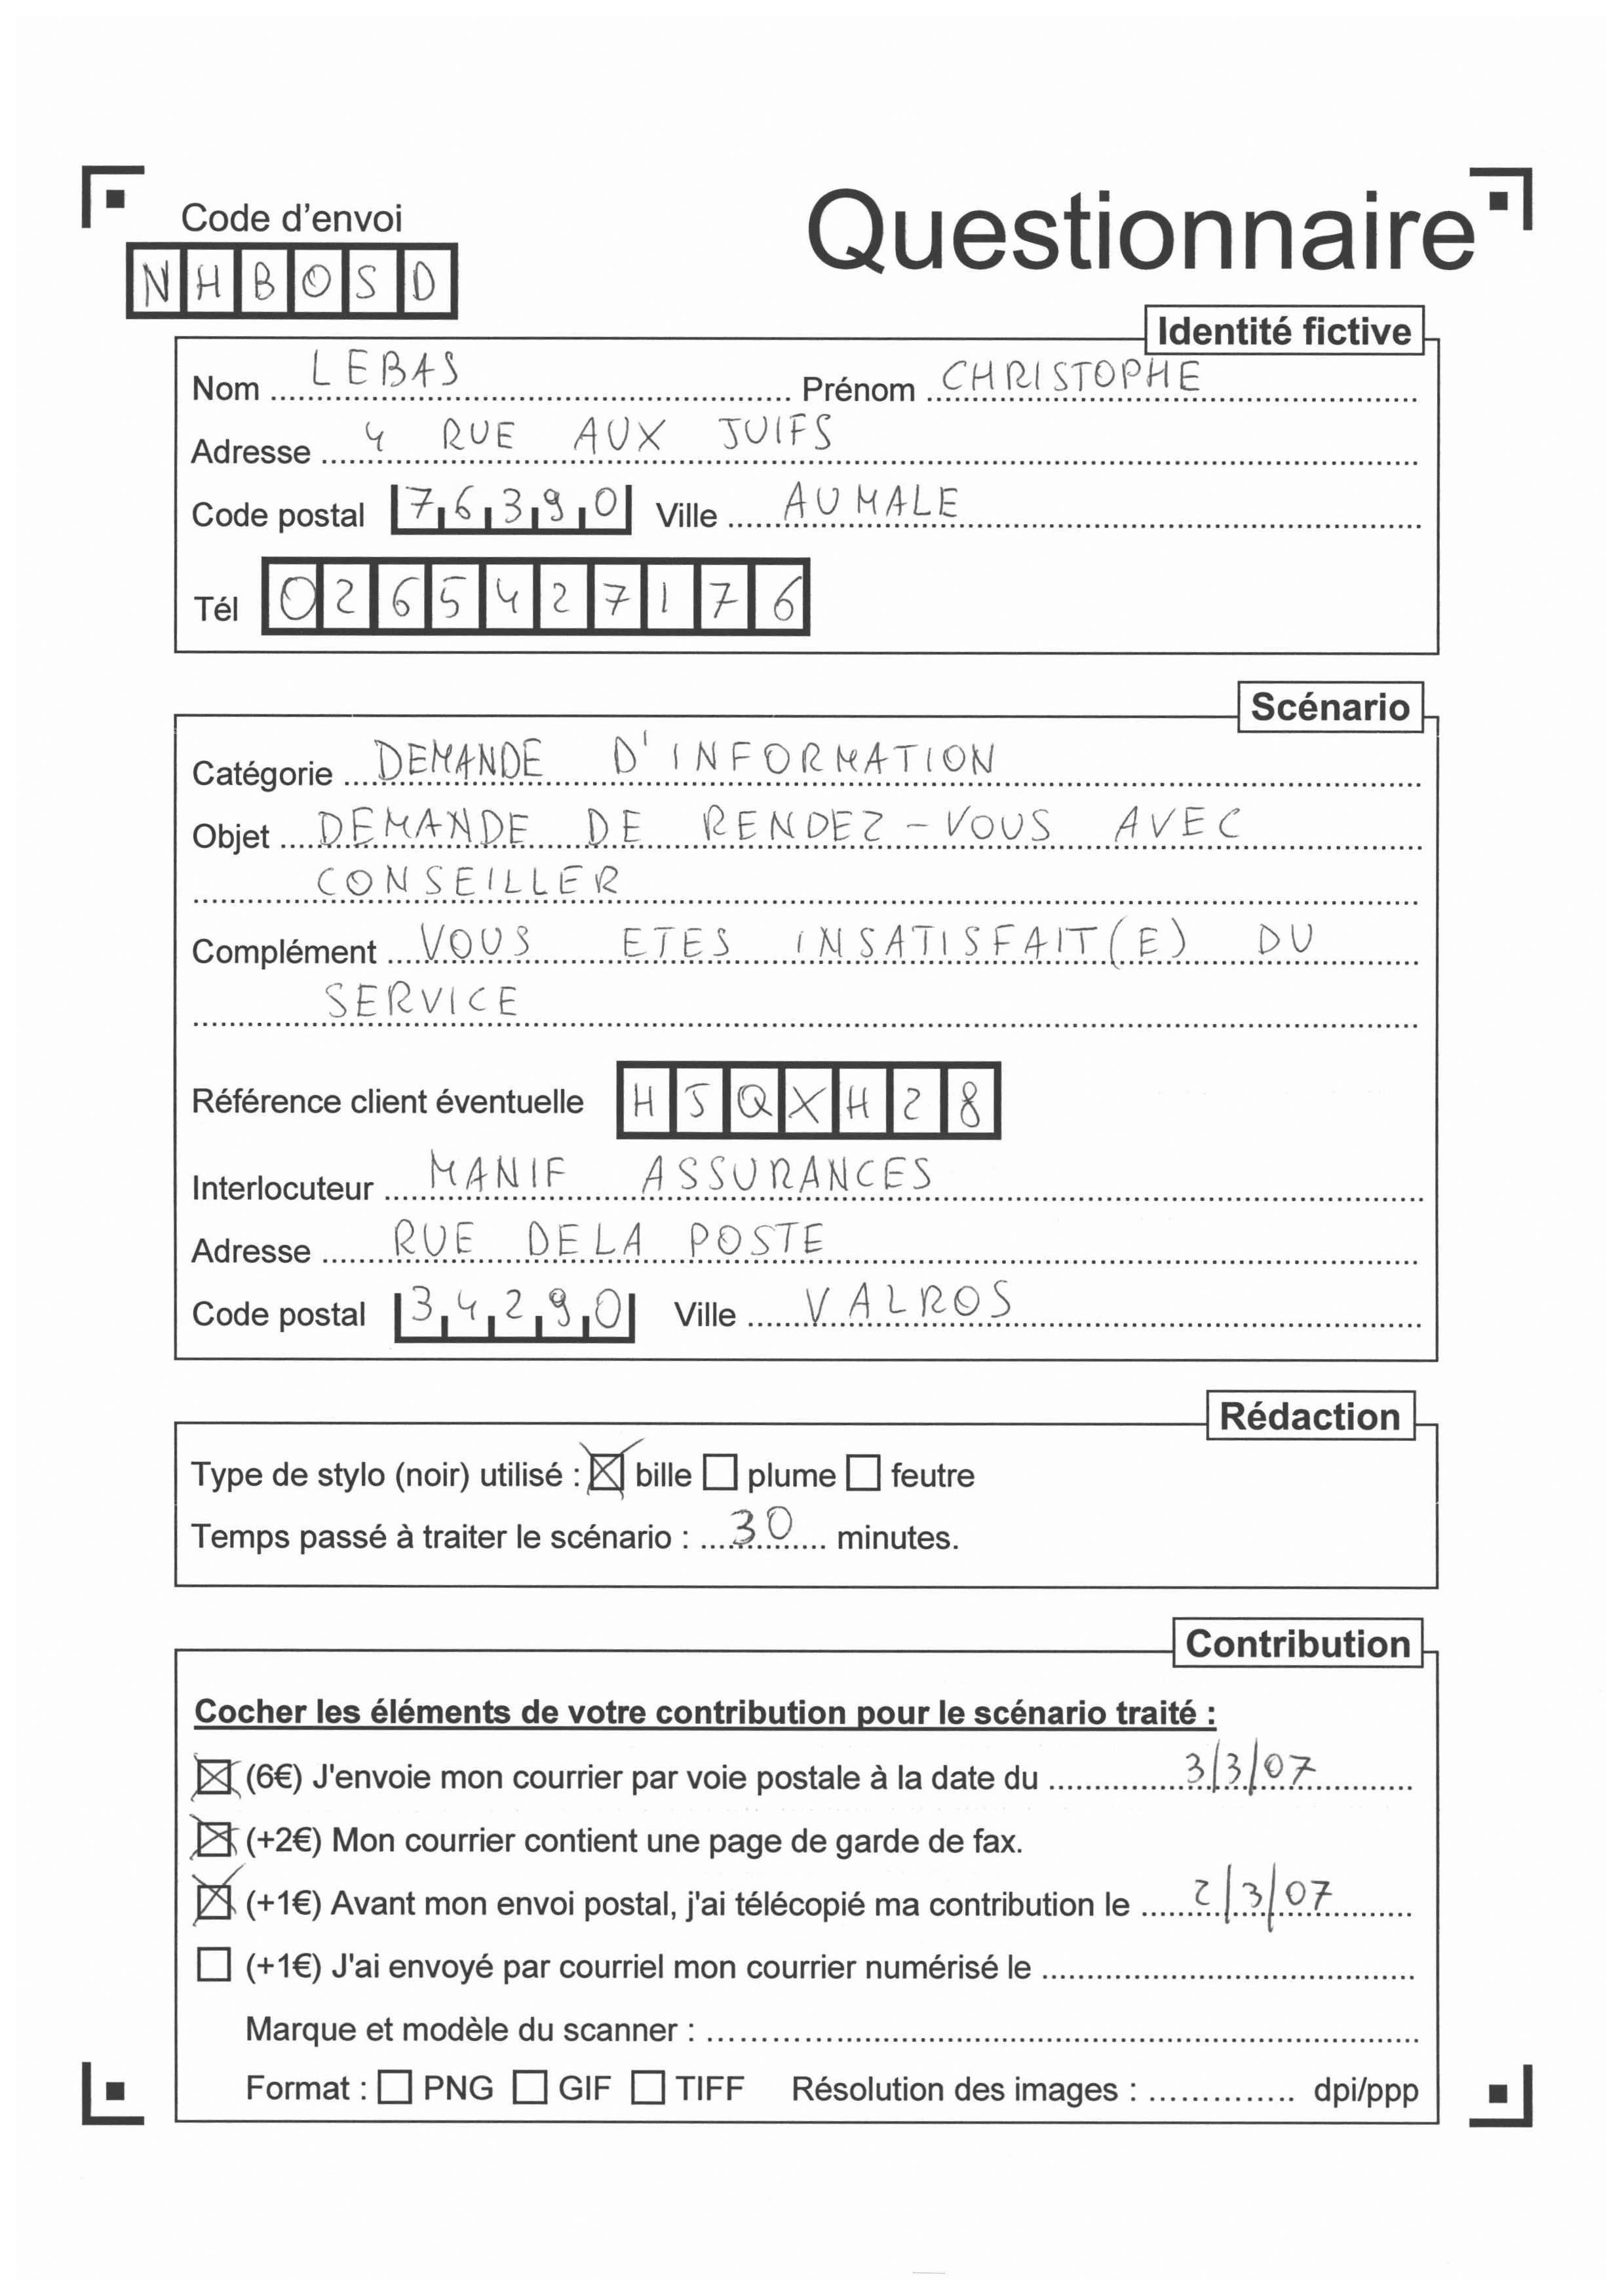 Code d'envoi
Questionnaire
NHBOSD
Identité fictive
Nom LEBAS Prénom CHRISTOPHE
Adresse 4 RUE AUX JUIFS
Code postal 76390 Ville AUMALE
Tél 0265427176
Scénario
Catégorie DEMANDE D'INFORMATION
Objet DEMANDE DE RENDEZ-VOUS AVEC
CONSEILLER
Complément VOUS ETES INSATISFAIT(E) DU
SERVICE
Référence client éventuelle HJQXH28
Interlocuteur MANIF ASSURANCES
Adresse RUE DE LA POSTE
Code postal 34290 Ville VALROS
Rédaction
Type de stylo (noir) utilisé : bille plume feutre
Temps passé à traiter le scénario : 30 minutes.
Contribution
Cocher les éléments de votre contribution pour le scénario traité :
(6€) J'envoie mon courrier par voie postale à la date du 3/3/07
(+2€) Mon courrier contient une page de garde de fax.
(+1€) Avant mon envoi postal, j'ai télécopié ma contribution le 2/3/07
(+1€) J'ai envoyé par courriel mon courrier numérisé le
Marque et modèle du scanner :
Format : PNG GIF TIFF Résolution des images : dpi/ppp